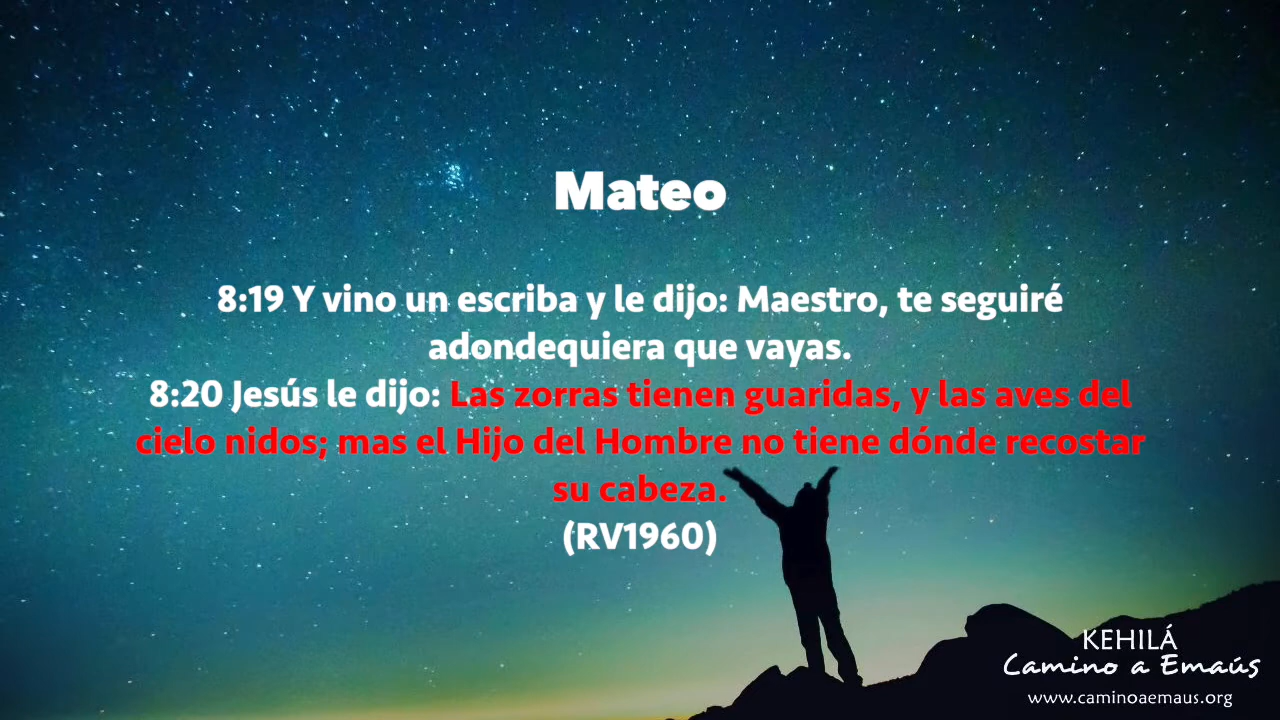 Mateo
8:19 Y vino un escriba y le dijo: Maestro, te seguiré
adondequiera que vayas.
8:20 Jesús le dijo: Las zorras tienen guaridas, y las aves del
cielo nidos; mas el Hijo del Hombre no tiene dónde recostar
su cabeza.
(RV1960)
KEHILÁ
Camino a Emaús
www.caminoaemaus.org